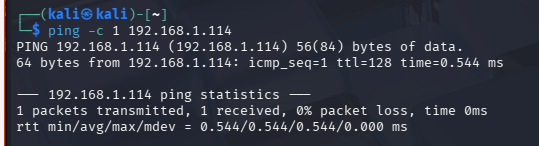 ┌──(kali㉿kali)-[~]
└─$ ping -c 1 192.168.1.114
PING 192.168.1.114 (192.168.1.114) 56(84) bytes of data.
64 bytes from 192.168.1.114: icmp_seq=1 ttl=128 time=0.544 ms

--- 192.168.1.114 ping statistics ---
1 packets transmitted, 1 received, 0% packet loss, time 0ms
rtt min/avg/max/mdev = 0.544/0.544/0.544/0.000 ms